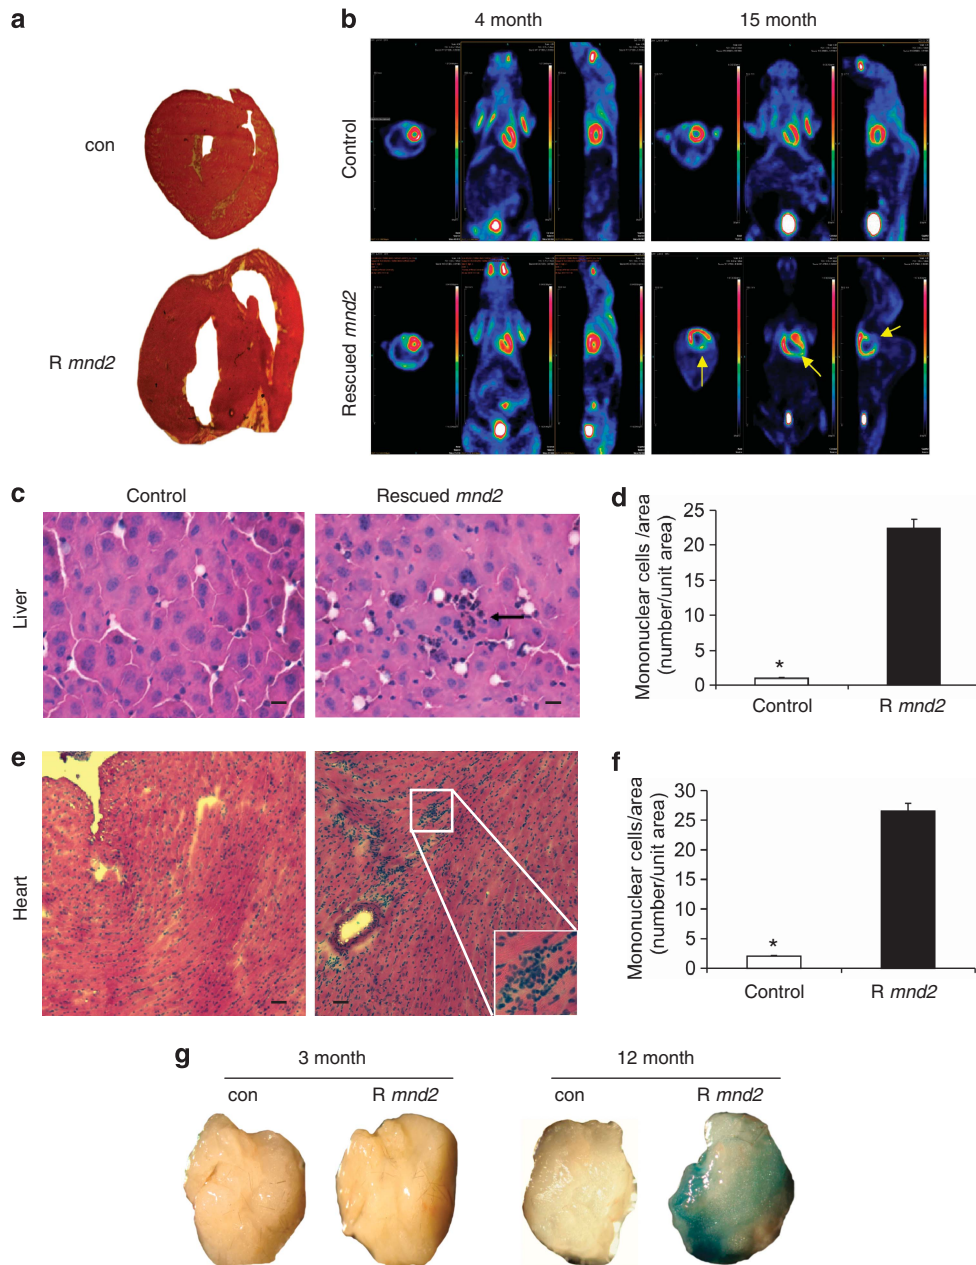 a
con
R mnd2
b
4 month
15 month
Control
Rescued mnd2
c
Control
Rescued mnd2
Liver
d
Mononuclear cells /area
(number/unit area)
25
20
15
10
5
0
*
Control
R mnd2
e
Heart
f
Mononuclear cells/area
(number/unit area)
30
25
20
15
10
5
0
*
Control
R mnd2
g
3 month
12 month
con
R mnd2
con
R mnd2